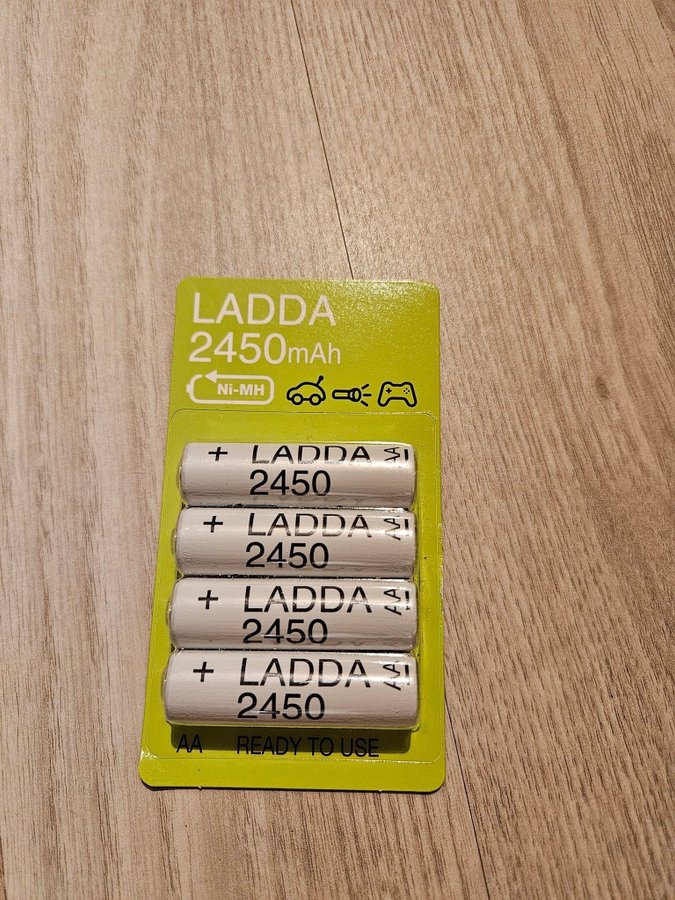 LADDA
2450mAh
Ni-MH
+ LADDA AA
2450
+ LADDA AA
2450
+ LADDA AA
2450
+ LADDA AA
2450
AA READY TO USE